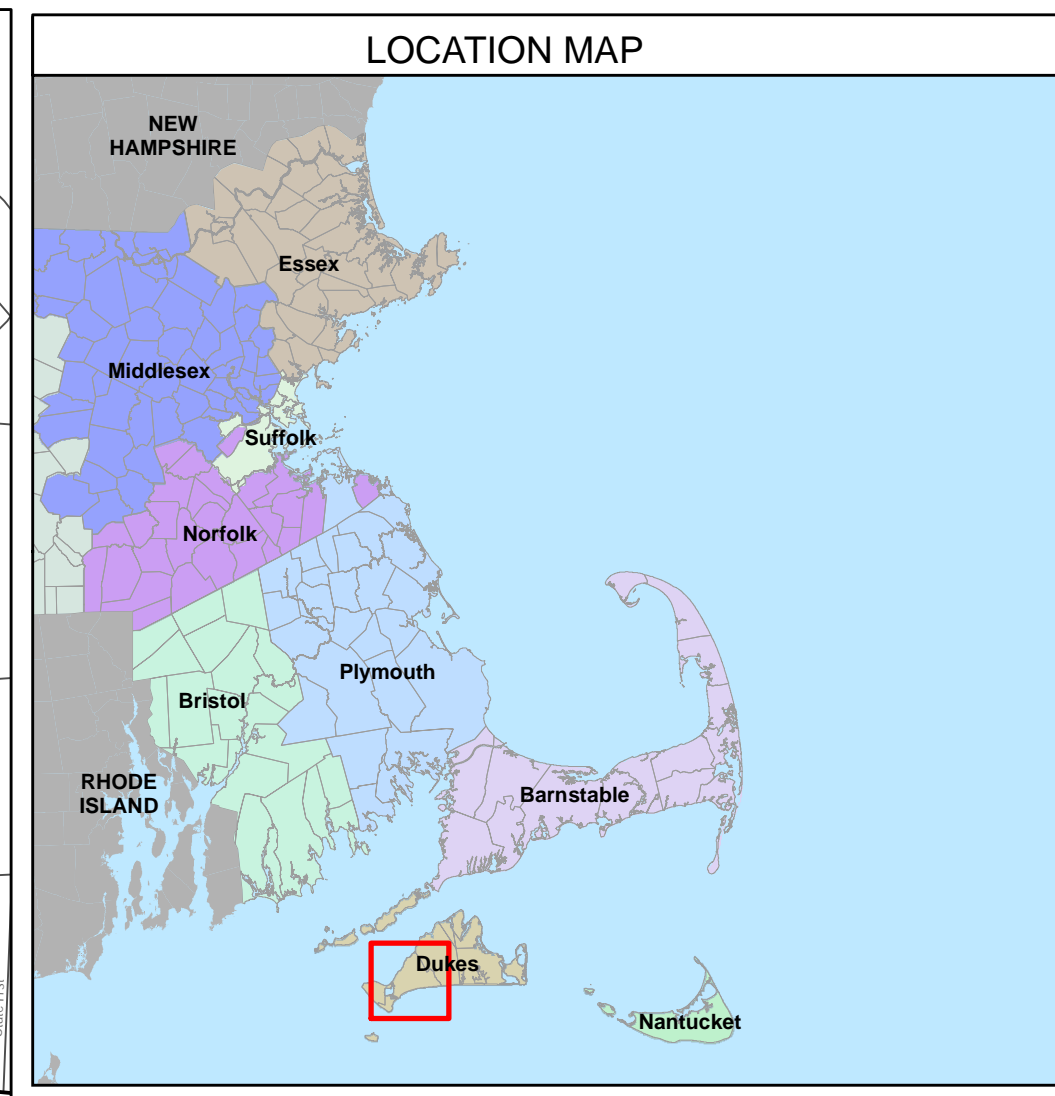 LOCATION MAP
NEW
HAMPSHIRE
Essex
Middlesex
Suffolk
Norfolk
Plymouth
Bristol
RHODE
ISLAND
Barnstable
Dukes
Nantucket